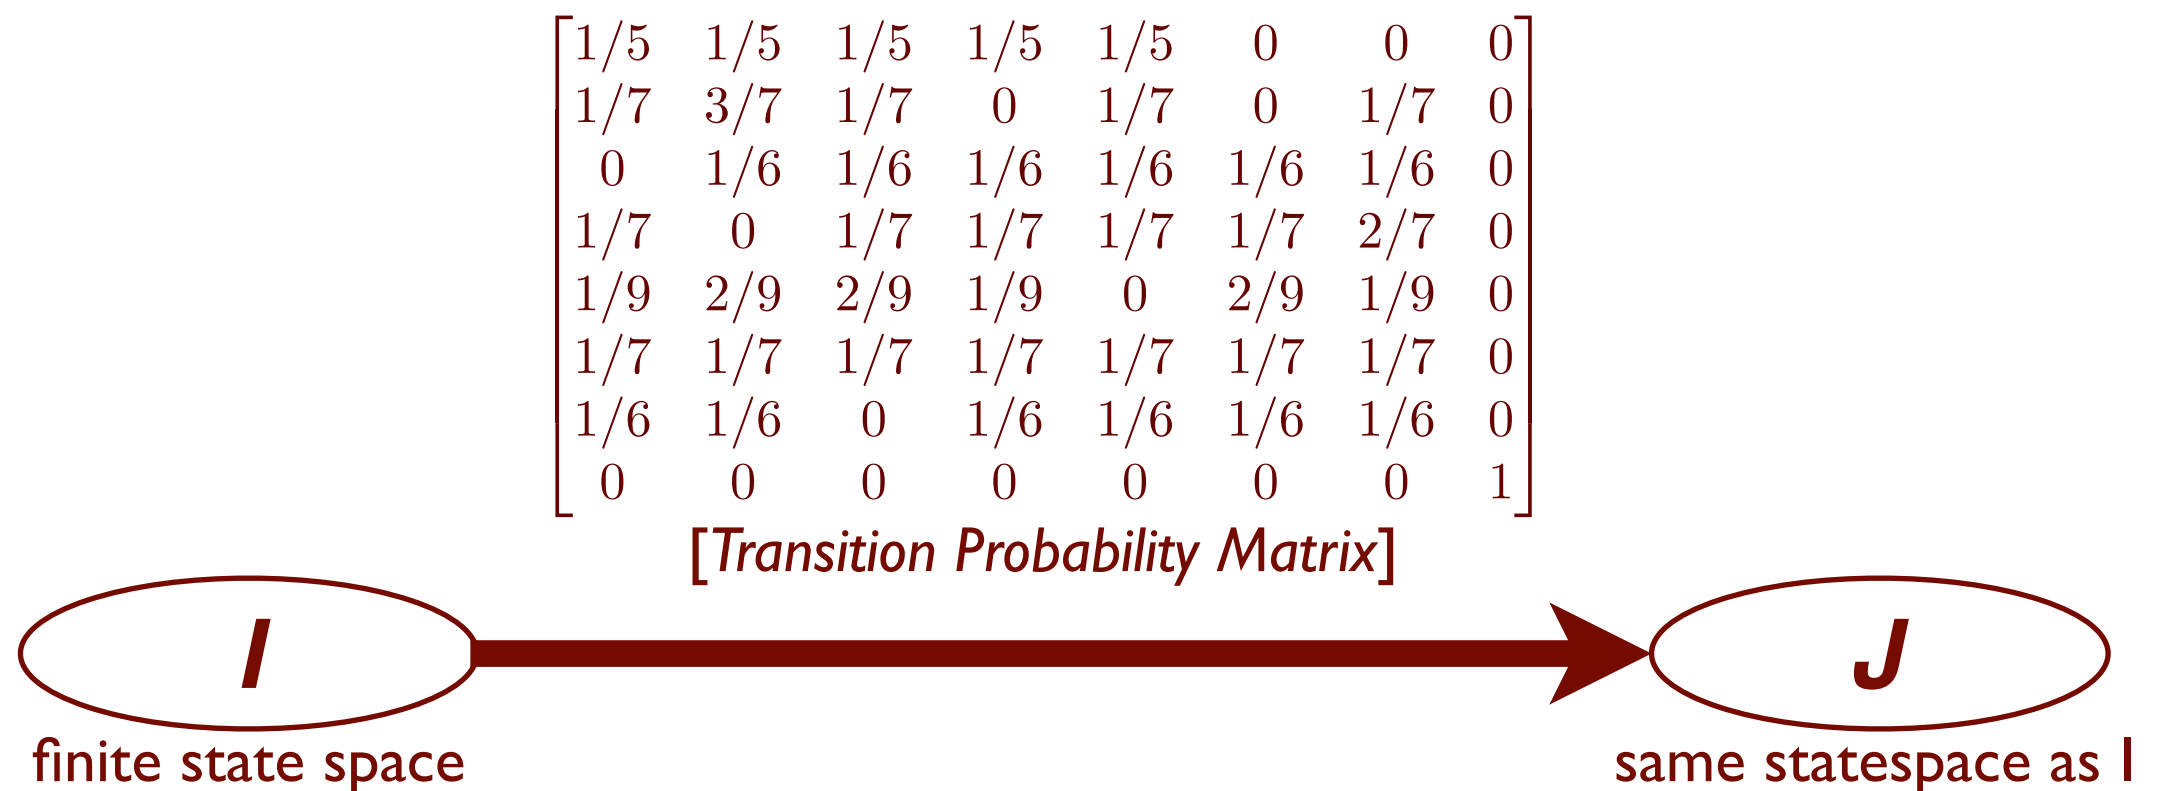 1/5 1/5 1/5 1/5 1/5 0 0 0
1/7 3/7 1/7 0 1/7 0 1/7 0
0 1/6 1/6 1/6 1/6 1/6 1/6 0
1/7 0 1/7 1/7 1/7 1/7 2/7 0
1/9 2/9 2/9 1/9 0 2/9 1/9 0
1/7 1/7 1/7 1/7 1/7 1/7 1/7 0
1/6 1/6 0 1/6 1/6 1/6 1/6 0
0 0 0 0 0 0 0 1
[Transition Probability Matrix]
I
J
finite state space
same statespace as I